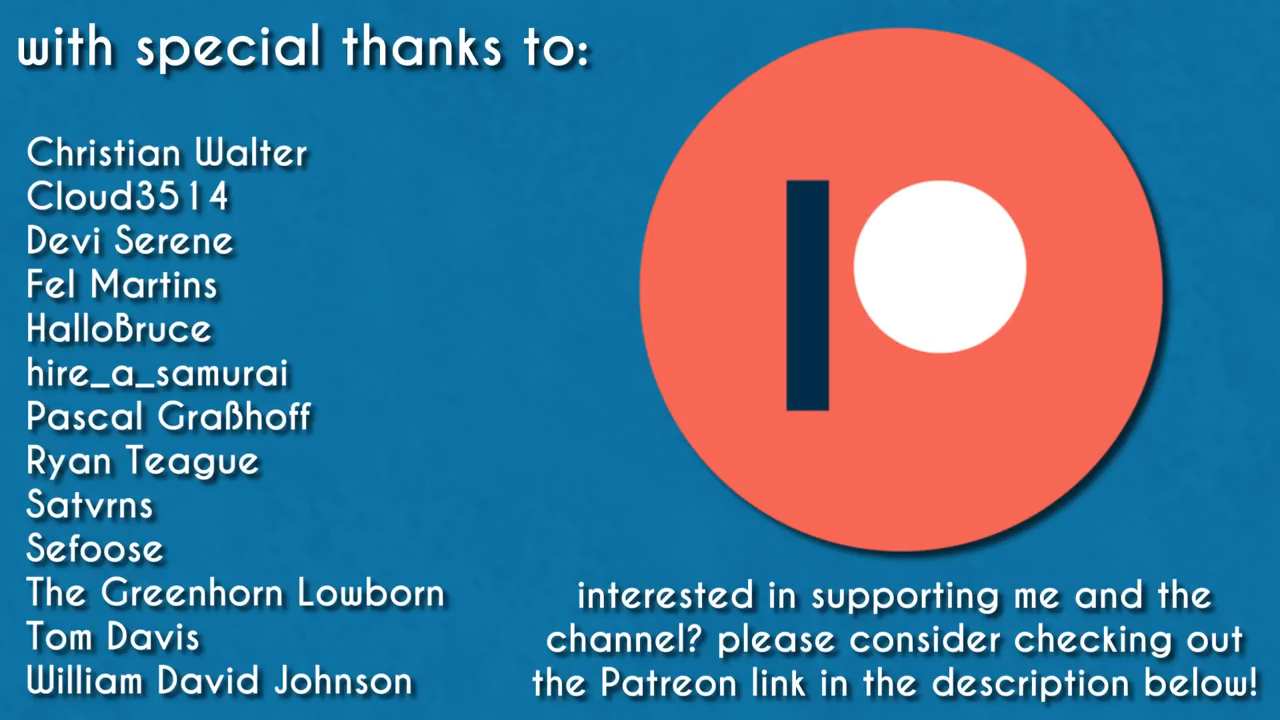 with special thanks to:
Christian Walter
Cloud3514
Devi Serene
Fel Martins
HalloBruce
hire_a_samurai
Pascal Graßhoff
Ryan Teague
Satvrns
Sefoose
The Greenhorn Lowborn
Tom Davis
William David Johnson
interested in supporting me and the
channel? please consider checking out
the Patreon link in the description below!